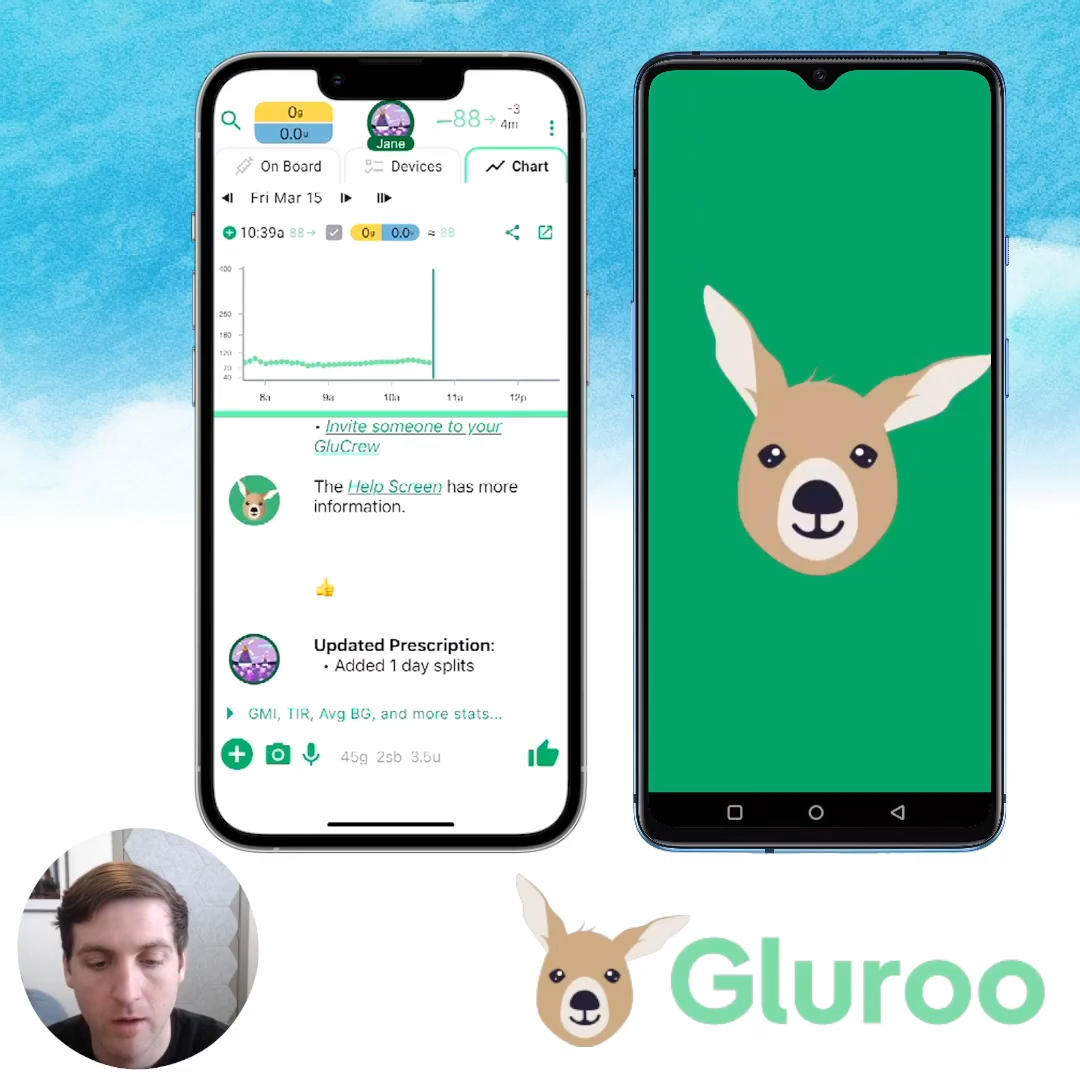 0g
0.0u
Jane
88
-3
4m
On Board
Devices
Chart
Fri Mar 15
10:39a 88 0g 0.0u ≈ 88
400
260
180
120
70
40
8a 9a 10a 11a 12p
• Invite someone to your
GluCrew
The Help Screen has more
information.
Updated Prescription:
• Added 1 day splits
GMI, TIR, Avg BG, and more stats...
45g 2sb 3.5u
Gluroo